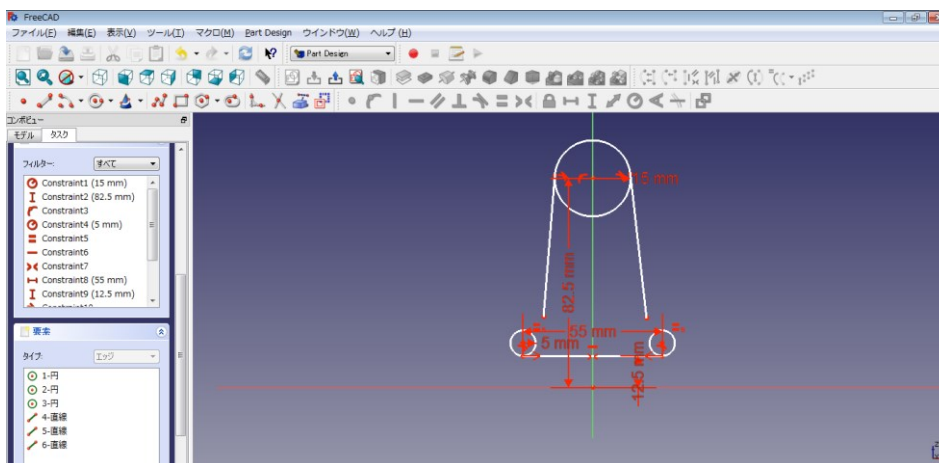 FreeCAD
ファイル(F) 編集(E) 表示(V) ツール(T) マクロ(M) Part Design ウインドウ(W) ヘルプ(H)
Part Design
コンボビュー
モデル タスク
フィルター: すべて
Constraint1 (15 mm)
Constraint2 (82.5 mm)
Constraint3
Constraint4 (5 mm)
Constraint5
Constraint6
Constraint7
Constraint8 (55 mm)
Constraint9 (12.5 mm)
Constraint10
要素
タイプ: エッジ
1-円
2-円
3-円
4-直線
5-直線
6-直線
15 mm
82.5 mm
55 mm
5 mm
12.5 mm